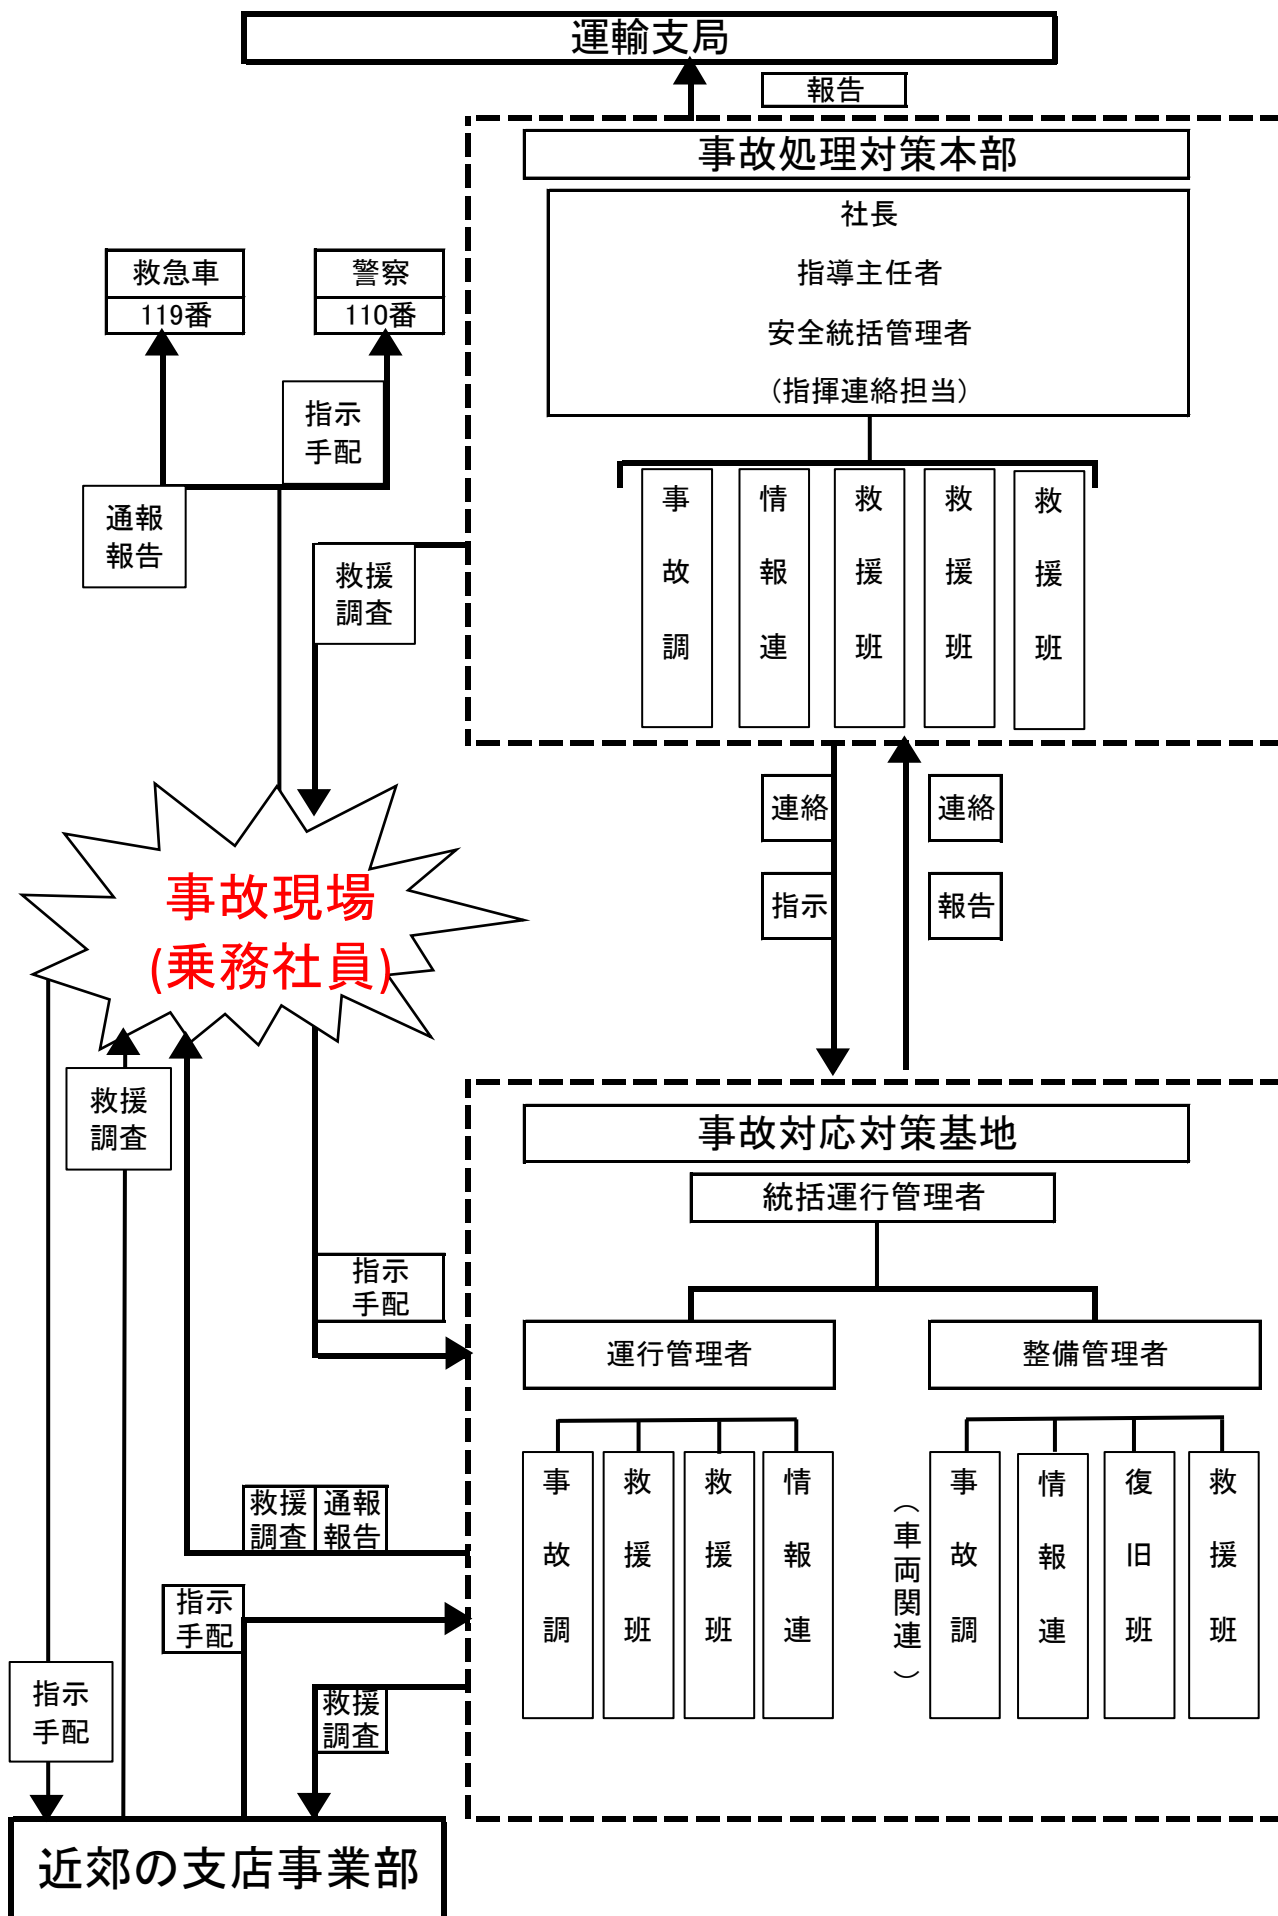 運輸支局
報告
事故処理対策本部
社長
指導主任者
安全統括管理者
(指揮連絡担当)
救急車
119番
警察
110番
指示
手配
通報
報告
救援
調査
事故調
情報連
救援班
救援班
救援班
連絡
指示
連絡
報告
事故現場
(乗務社員)
救援
調査
事故対応対策基地
統括運行管理者
指示
手配
運行管理者
整備管理者
事故調
救援班
救援班
情報連
(車両関連)
事故調
情報連
復旧班
救援班
救援
調査
通報
報告
指示
手配
指示
手配
救援
調査
近郊の支店事業部